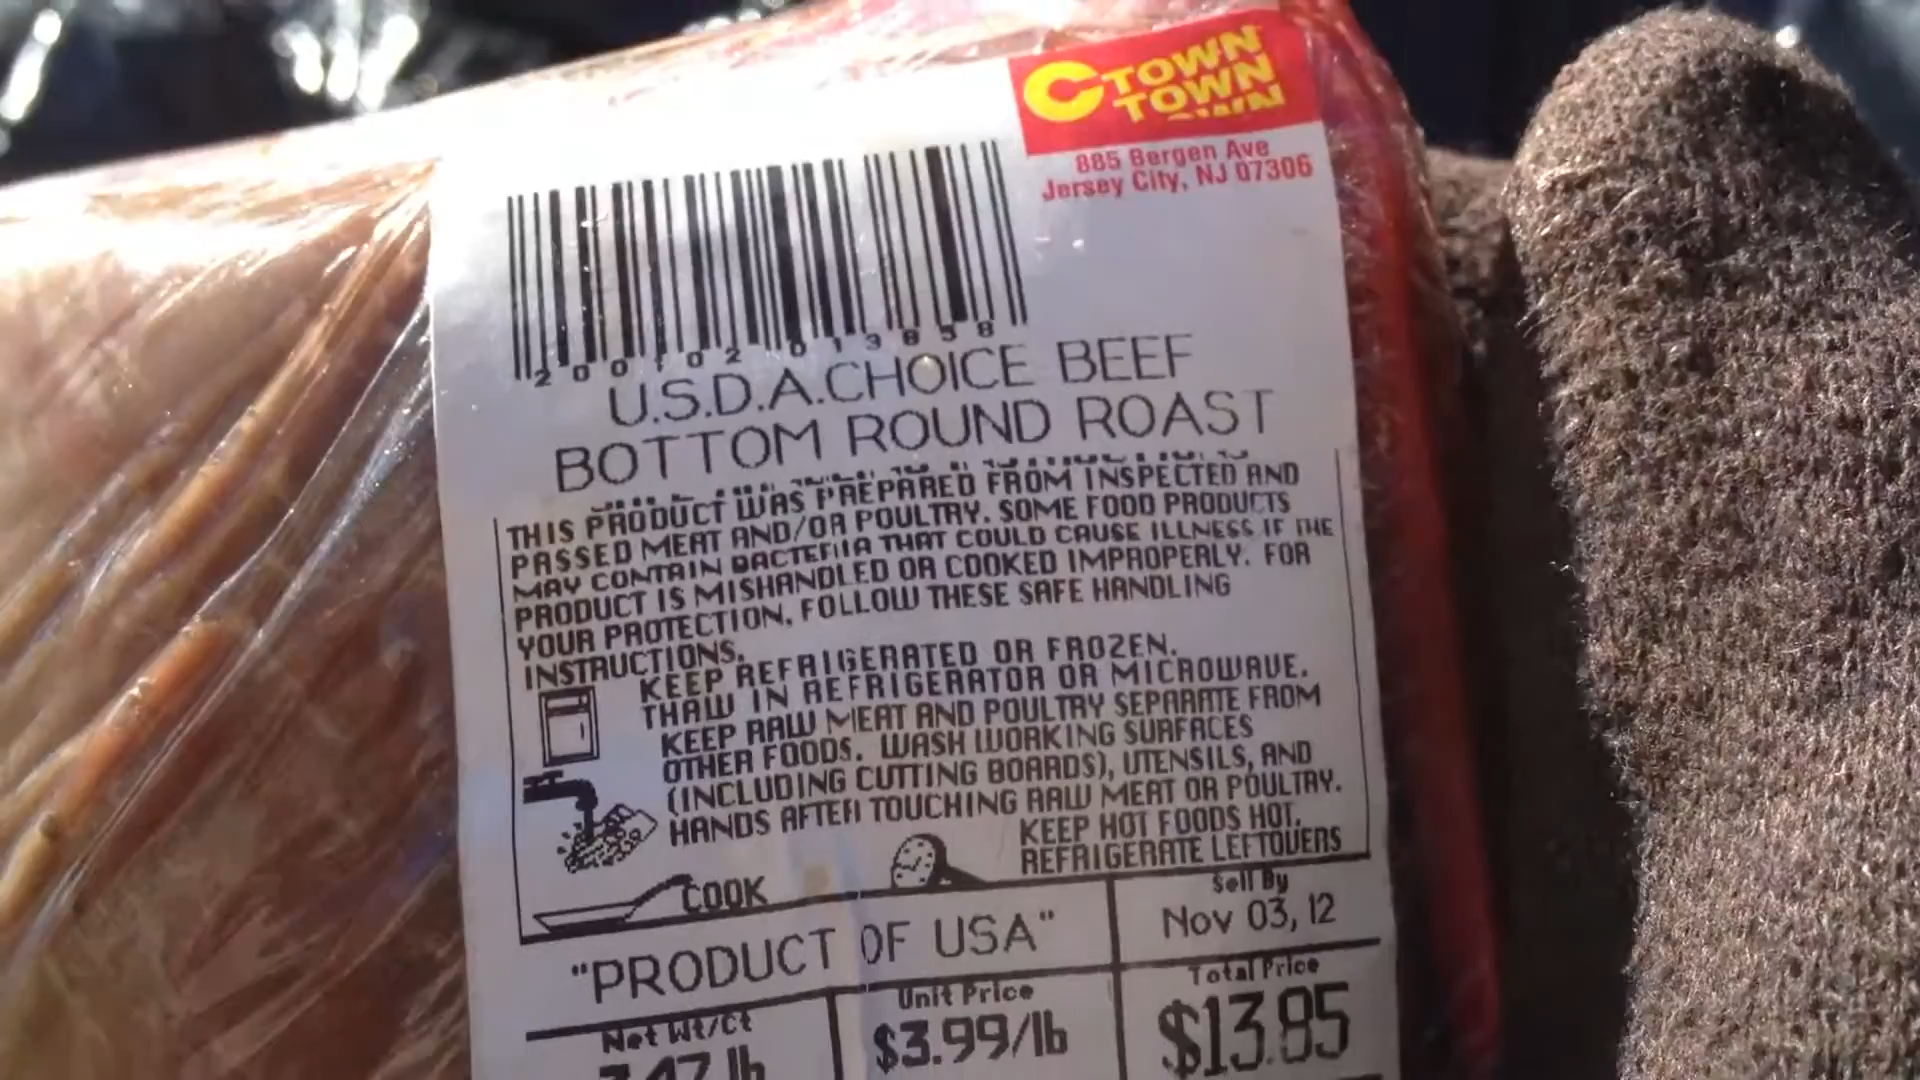 CTOWN
TOWN
885 Bergen Ave
Jersey City, NJ 07306
2 00102 013858
U.S.D.A.CHOICE BEEF
BOTTOM ROUND ROAST
THIS PRODUCT WAS PREPARED FROM INSPECTED AND
PASSED MEAT AND/OR POULTRY. SOME FOOD PRODUCTS
MAY CONTAIN BACTERIA THAT COULD CAUSE ILLNESS IF THE
PRODUCT IS MISHANDLED OR COOKED IMPROPERLY. FOR
YOUR PROTECTION, FOLLOW THESE SAFE HANDLING
INSTRUCTIONS.
KEEP REFRIGERATED OR FROZEN.
THAW IN REFRIGERATOR OR MICROWAVE.
KEEP RAW MEAT AND POULTRY SEPARATE FROM
OTHER FOODS. WASH WORKING SURFACES
(INCLUDING CUTTING BOARDS), UTENSILS, AND
HANDS AFTER TOUCHING RAW MEAT OR POULTRY.
KEEP HOT FOODS HOT.
REFRIGERATE LEFTOVERS
COOK
"PRODUCT OF USA"
Sell By
Nov 03, 12
Net Wt/Ct
lb
Unit Price
$3.99/lb
Total Price
$13.85